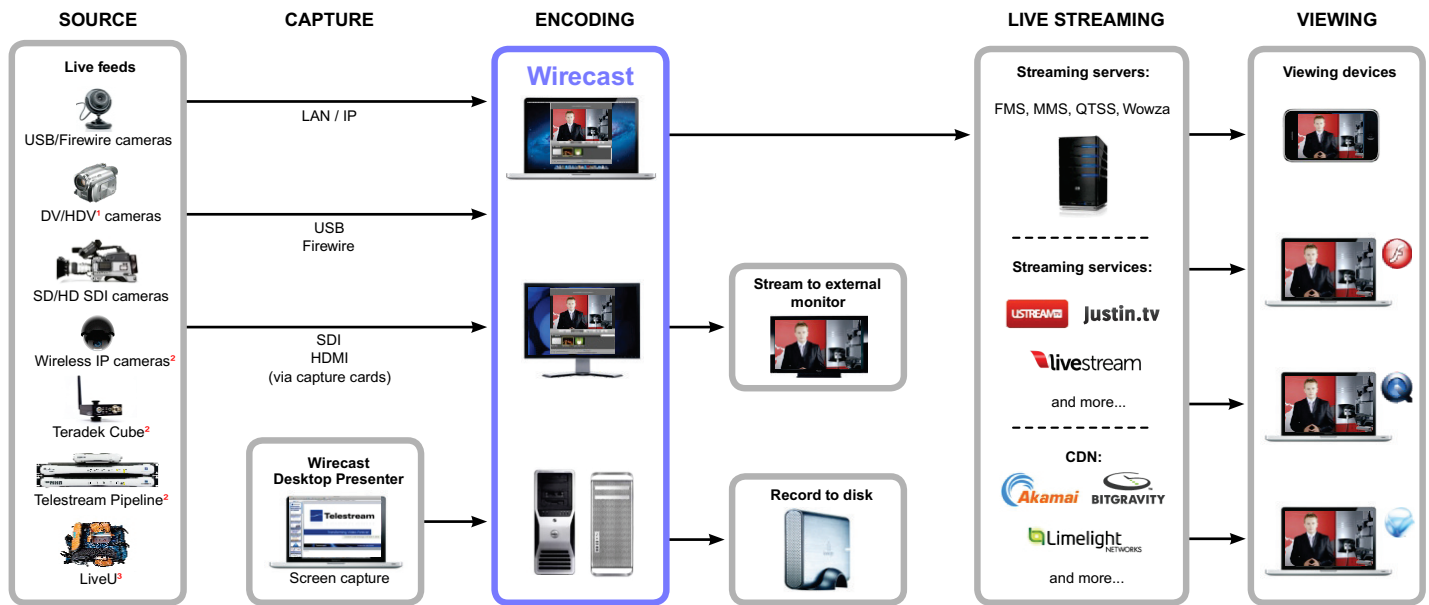 SOURCE
CAPTURE
ENCODING
LIVE STREAMING
VIEWING
Live feeds
USB/Firewire cameras
DV/HDV¹ cameras
SD/HD SDI cameras
Wireless IP cameras²
Teradek Cube²
Telestream Pipeline²
LiveU³
LAN / IP
USB
Firewire
SDI
HDMI
(via capture cards)
Wirecast
Desktop Presenter
Telestream
Screen capture
Wirecast
Stream to external
monitor
Record to disk
Streaming servers:
FMS, MMS, QTSS, Wowza
Streaming services:
USTREAM TV
Justin.tv
livestream
and more...
CDN:
Akamai
BITGRAVITY
Limelight
NETWORKS
and more...
Viewing devices